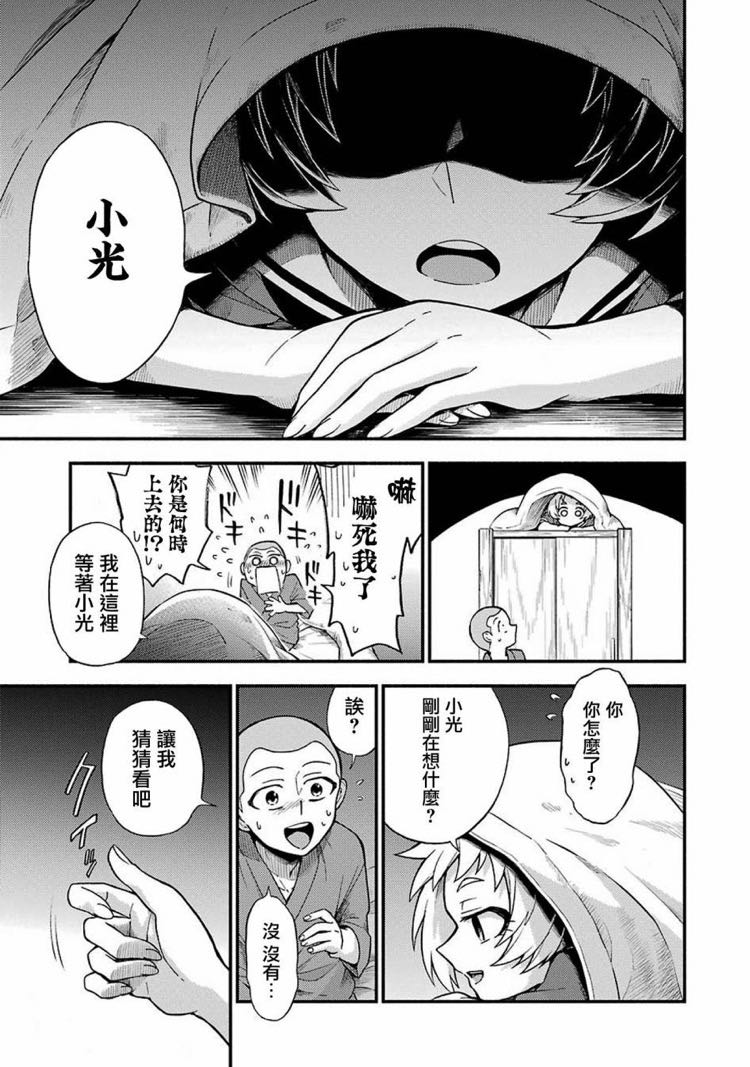 小光
嚇
嚇死我了
ドキ
ドキ
你是何時
上去的!?
我在這裡
等著小光
你
你怎麼了?
小光
剛剛在想什麼?
誒?
沒 沒有…
讓我
猜猜看吧
クイッ